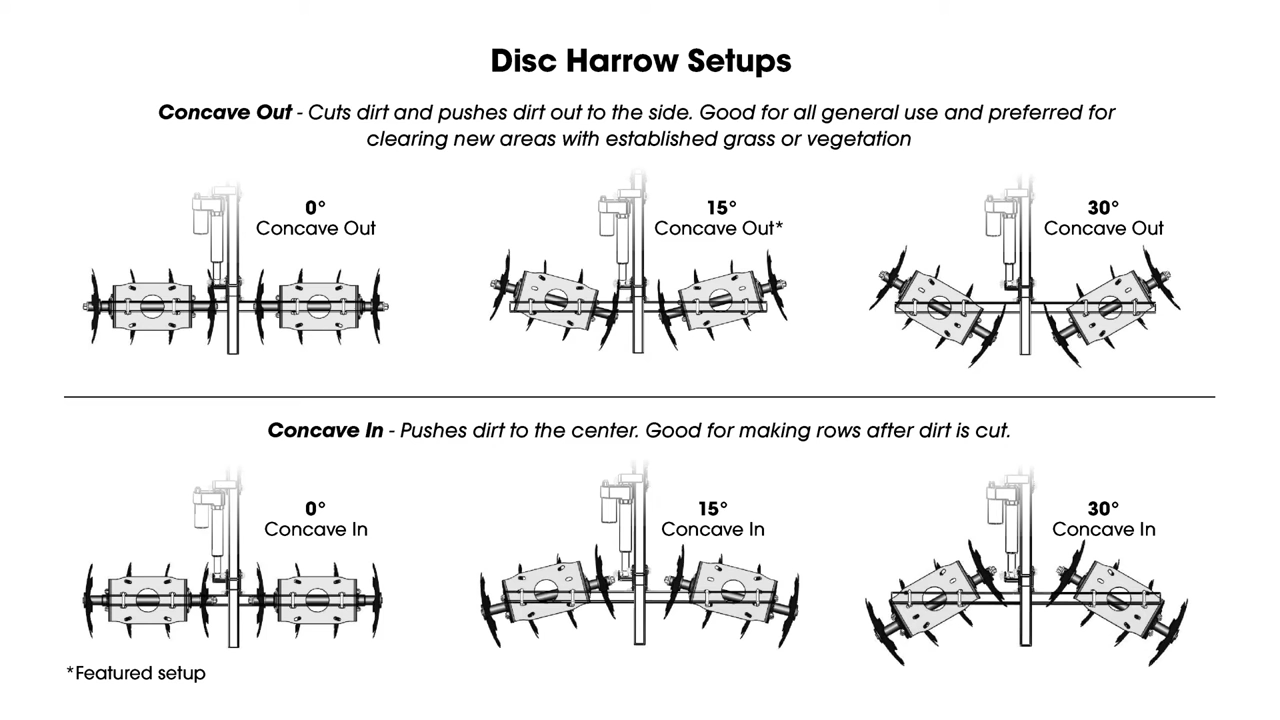 Disc Harrow Setups
Concave Out - Cuts dirt and pushes dirt out to the side. Good for all general use and preferred for
clearing new areas with established grass or vegetation
0°
Concave Out
15°
Concave Out*
30°
Concave Out
Concave In - Pushes dirt to the center. Good for making rows after dirt is cut.
0°
Concave In
15°
Concave In
30°
Concave In
*Featured setup